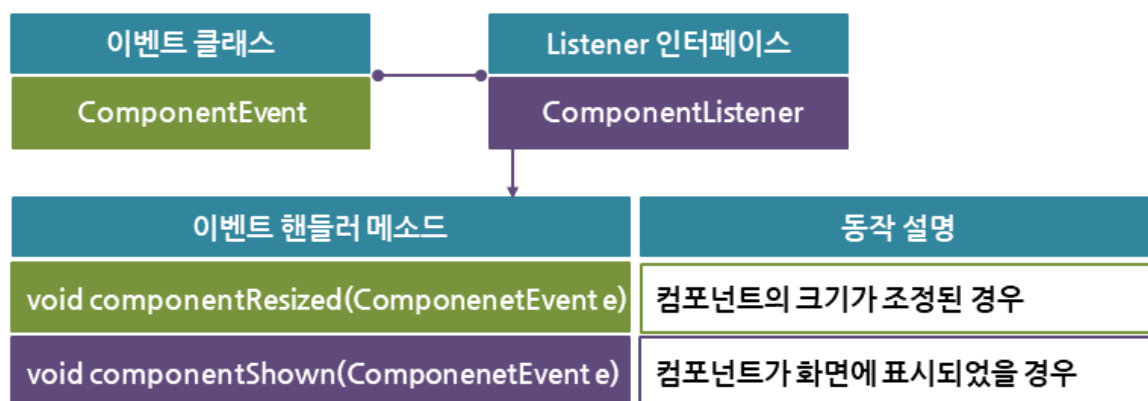 이벤트 클래스
Listener 인터페이스
ComponentEvent
ComponentListener
이벤트 핸들러 메소드
동작 설명
void componentResized(ComponenetEvent e)
컴포넌트의 크기가 조정된 경우
void componentShown(ComponenetEvent e)
컴포넌트가 화면에 표시되었을 경우